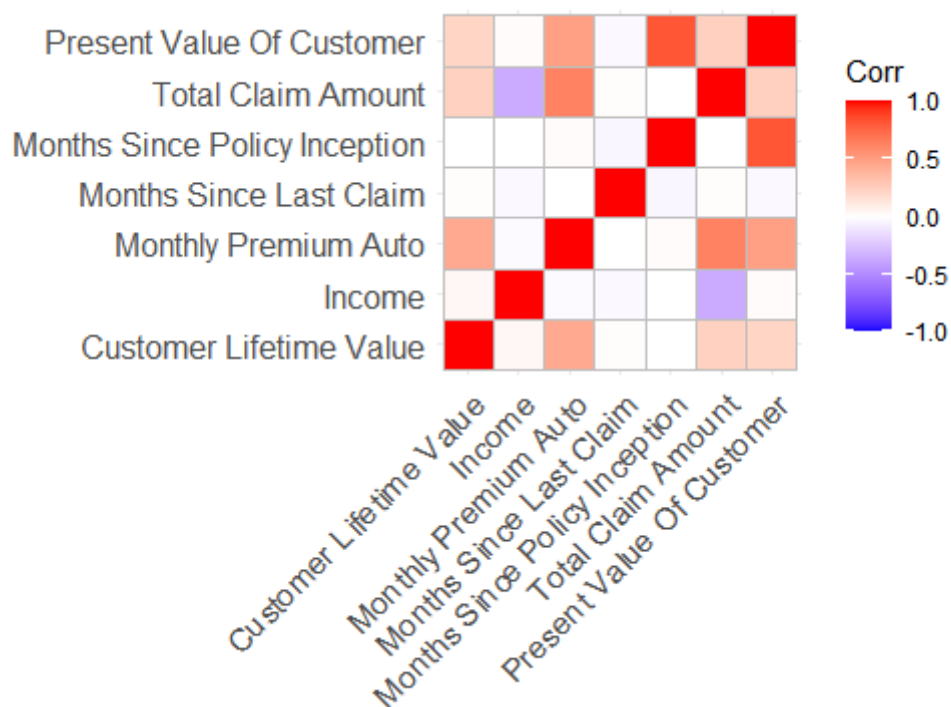 Present Value Of Customer
Total Claim Amount
Months Since Policy Inception
Months Since Last Claim
Monthly Premium Auto
Income
Customer Lifetime Value
Customer Lifetime Value
Income
Monthly Premium Auto
Months Since Last Claim
Months Since Policy Inception
Total Claim Amount
Present Value Of Customer
Corr
1.0
0.5
0.0
-0.5
-1.0